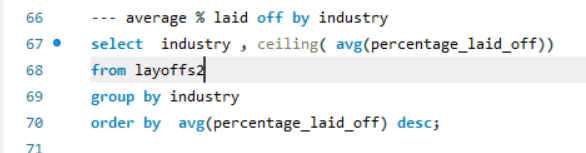 66 --- average % laid off by industry
67 select  industry , ceiling( avg(percentage_laid_off))
68 from layoffs2
69 group by industry
70 order by  avg(percentage_laid_off) desc;
71